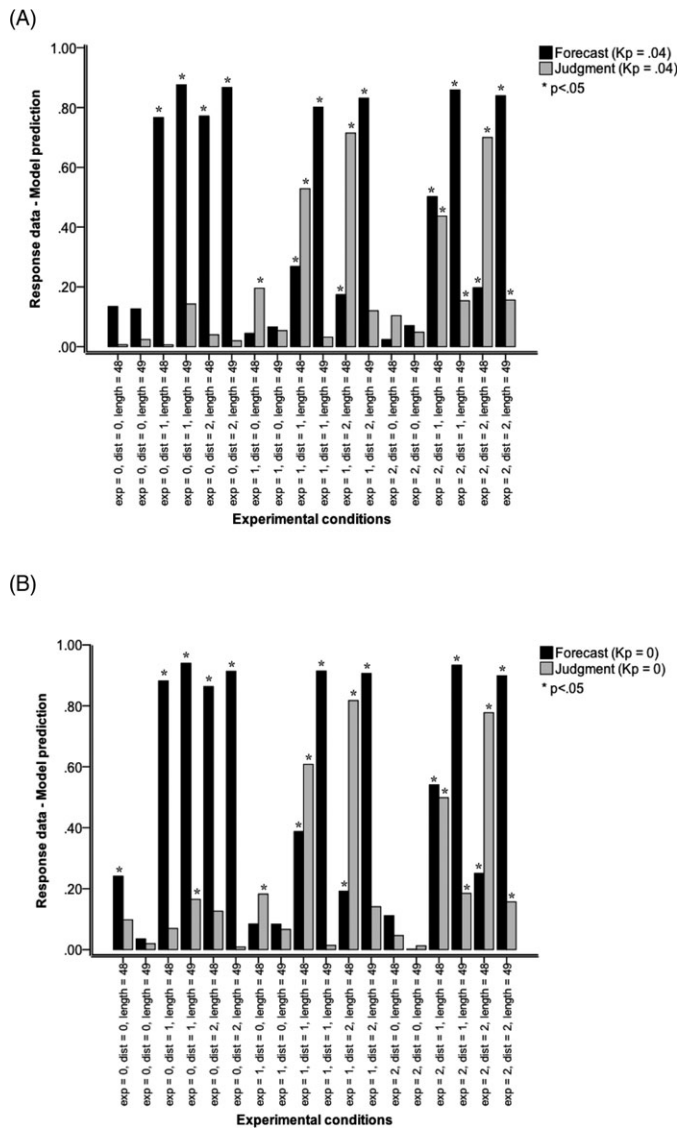 (A)
1.00
.80
.60
.40
.20
.00
Response data - Model prediction
Forecast (Kp = .04)
Judgment (Kp = .04)
* p<.05
exp = 0, dist = 0, length = 48
exp = 0, dist = 0, length = 49
exp = 0, dist = 1, length = 48
exp = 0, dist = 1, length = 49
exp = 0, dist = 2, length = 48
exp = 0, dist = 2, length = 49
exp = 1, dist = 0, length = 48
exp = 1, dist = 0, length = 49
exp = 1, dist = 1, length = 48
exp = 1, dist = 1, length = 49
exp = 1, dist = 2, length = 48
exp = 1, dist = 2, length = 49
exp = 2, dist = 0, length = 48
exp = 2, dist = 0, length = 49
exp = 2, dist = 1, length = 48
exp = 2, dist = 1, length = 49
exp = 2, dist = 2, length = 48
exp = 2, dist = 2, length = 49
Experimental conditions
(B)
1.00
.80
.60
.40
.20
.00
Response data - Model prediction
Forecast (Kp = 0)
Judgment (Kp = 0)
* p<.05
exp = 0, dist = 0, length = 48
exp = 0, dist = 0, length = 49
exp = 0, dist = 1, length = 48
exp = 0, dist = 1, length = 49
exp = 0, dist = 2, length = 48
exp = 0, dist = 2, length = 49
exp = 1, dist = 0, length = 48
exp = 1, dist = 0, length = 49
exp = 1, dist = 1, length = 48
exp = 1, dist = 1, length = 49
exp = 1, dist = 2, length = 48
exp = 1, dist = 2, length = 49
exp = 2, dist = 0, length = 48
exp = 2, dist = 0, length = 49
exp = 2, dist = 1, length = 48
exp = 2, dist = 1, length = 49
exp = 2, dist = 2, length = 48
exp = 2, dist = 2, length = 49
Experimental conditions